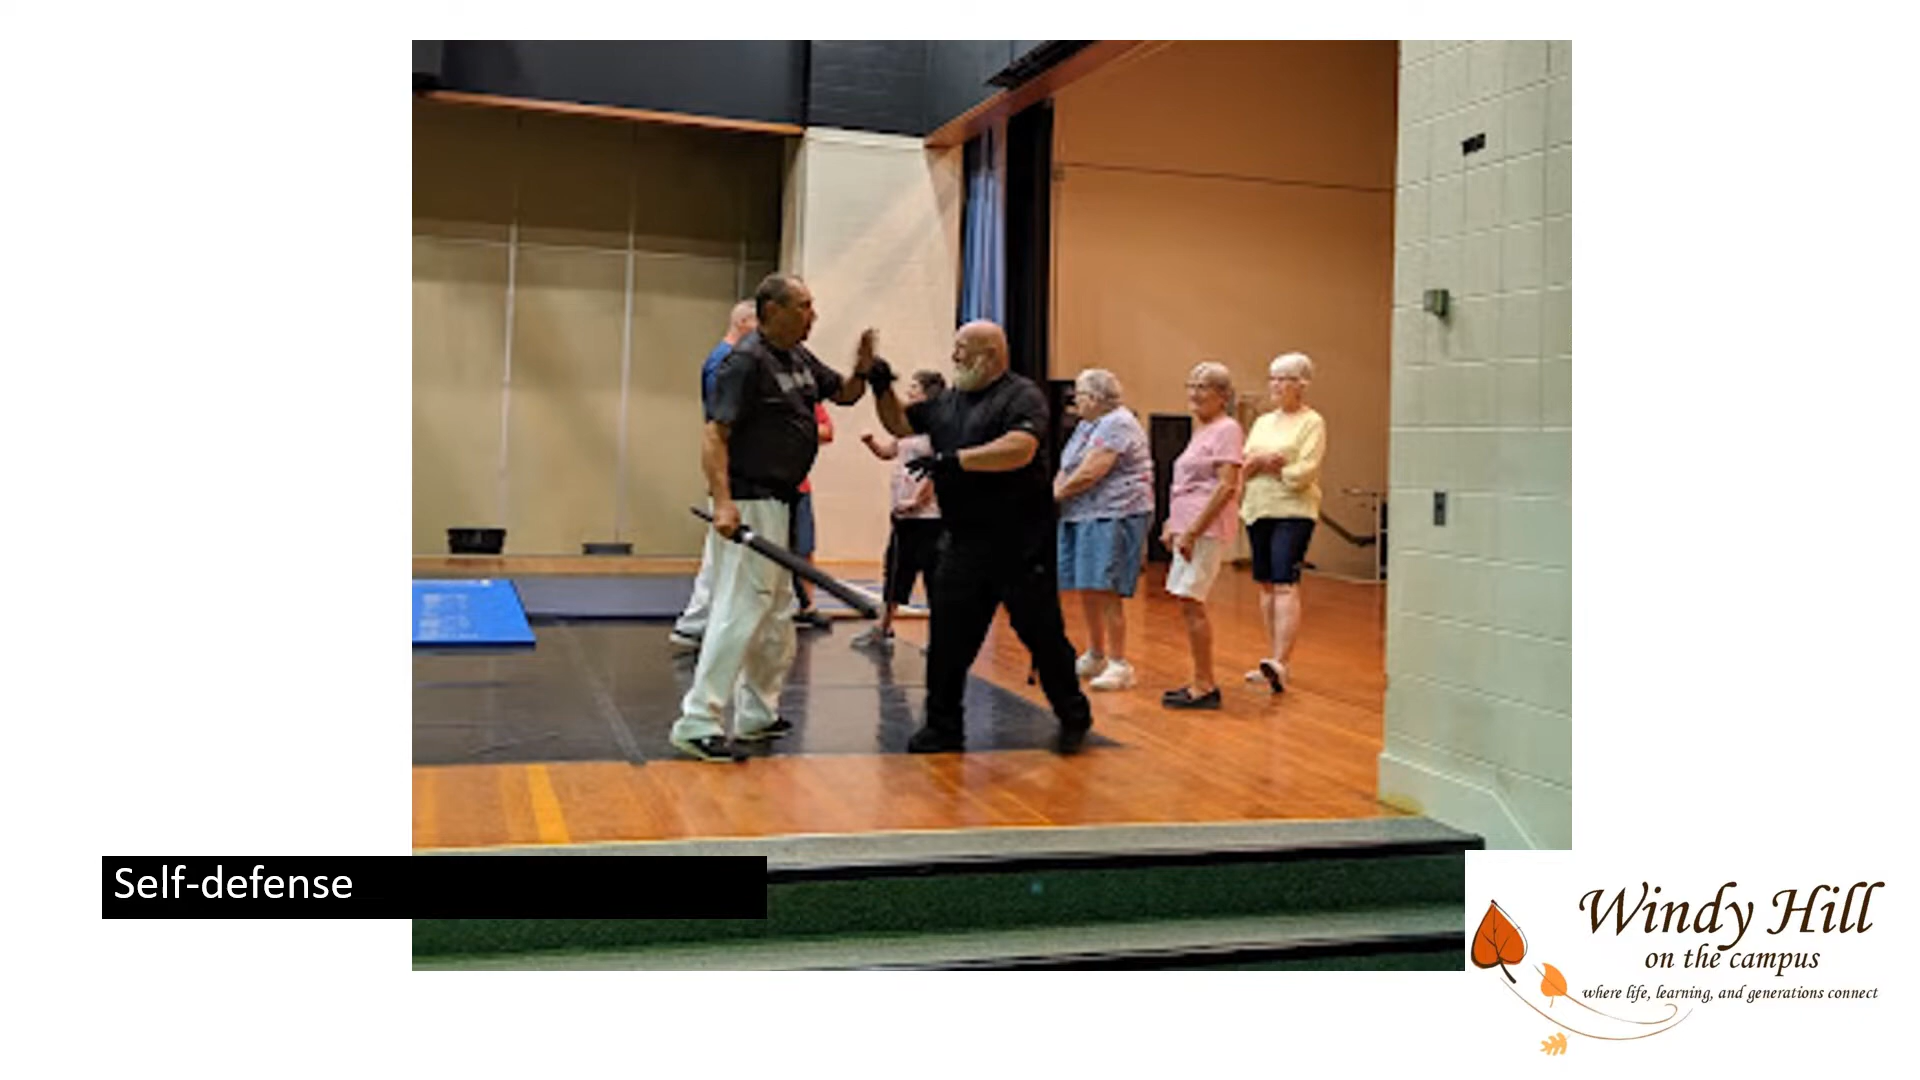 Self-defense
Windy Hill
on the campus
where life, learning, and generations connect